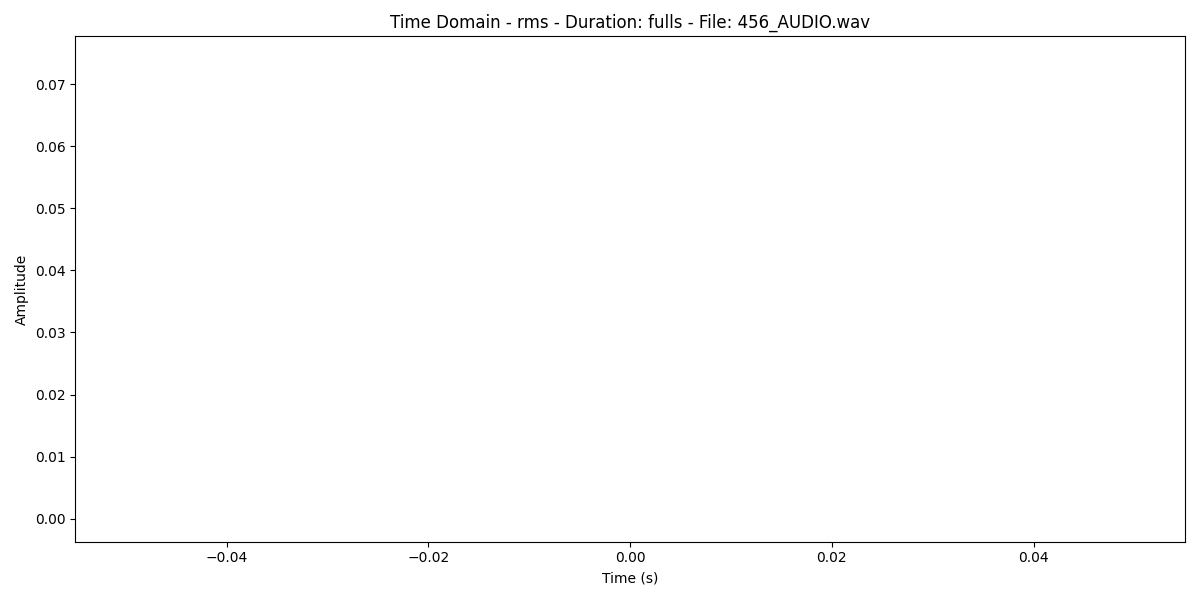 Time Domain - rms - Duration: fulls - File: 456_AUDIO.wav
0.07
0.06
0.05
0.04
0.03
0.02
0.01
0.00
Amplitude
−0.04 −0.02 0.00 0.02 0.04
Time (s)